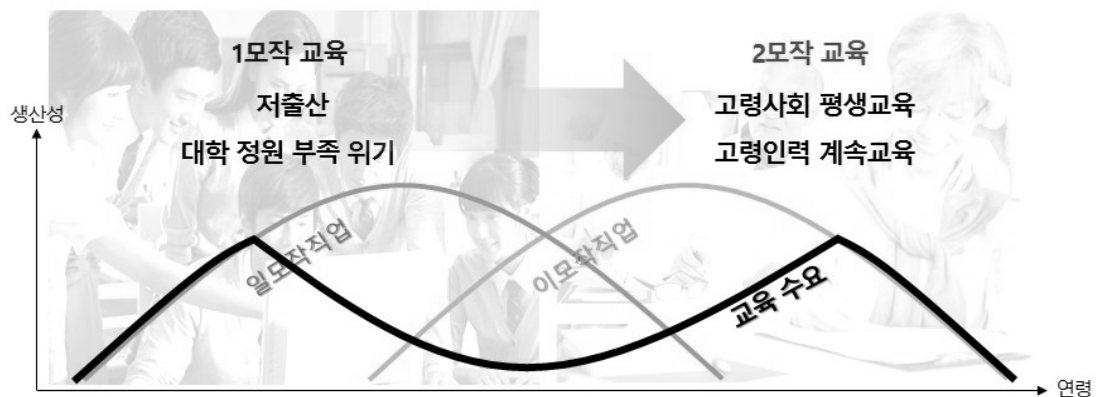 1모작 교육
저출산
대학 정원 부족 위기
2모작 교육
고령사회 평생교육
고령인력 계속교육
생산성
일모작직업
이모작직업
교육 수요
연령